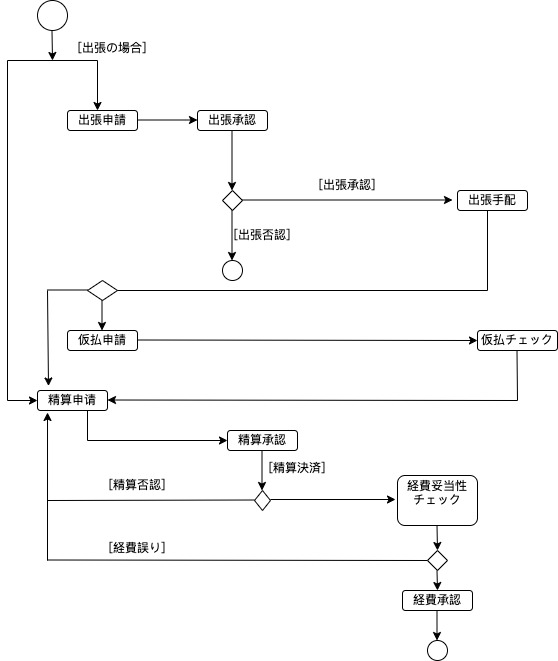 [出張の場合]
出張申請
出張承認
[出張承認]
出張手配
[出張否認]
仮払申請
仮払チェック
精算申請
精算承認
[精算決済]
[精算否認]
経費妥当性
チェック
[経費誤り]
経費承認